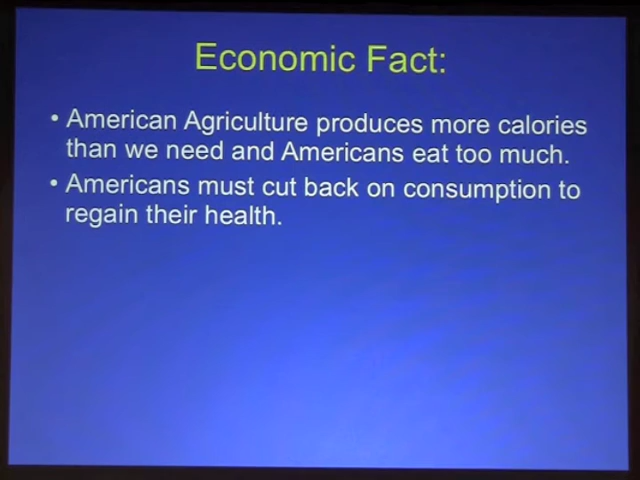 Economic Fact:
• American Agriculture produces more calories
than we need and Americans eat too much.
• Americans must cut back on consumption to
regain their health.